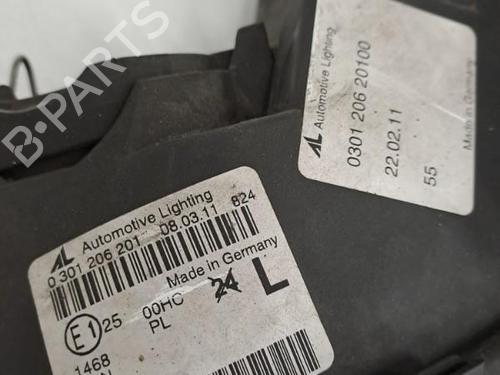 B-PARTS
AL Automotive Lighting
0301 206 20100
22.02.11
55
Made in Germany
AL Automotive Lighting
0 301 206 201 08.03.11 824
Made in Germany
E1 25 00HC 24 L
PL
1468